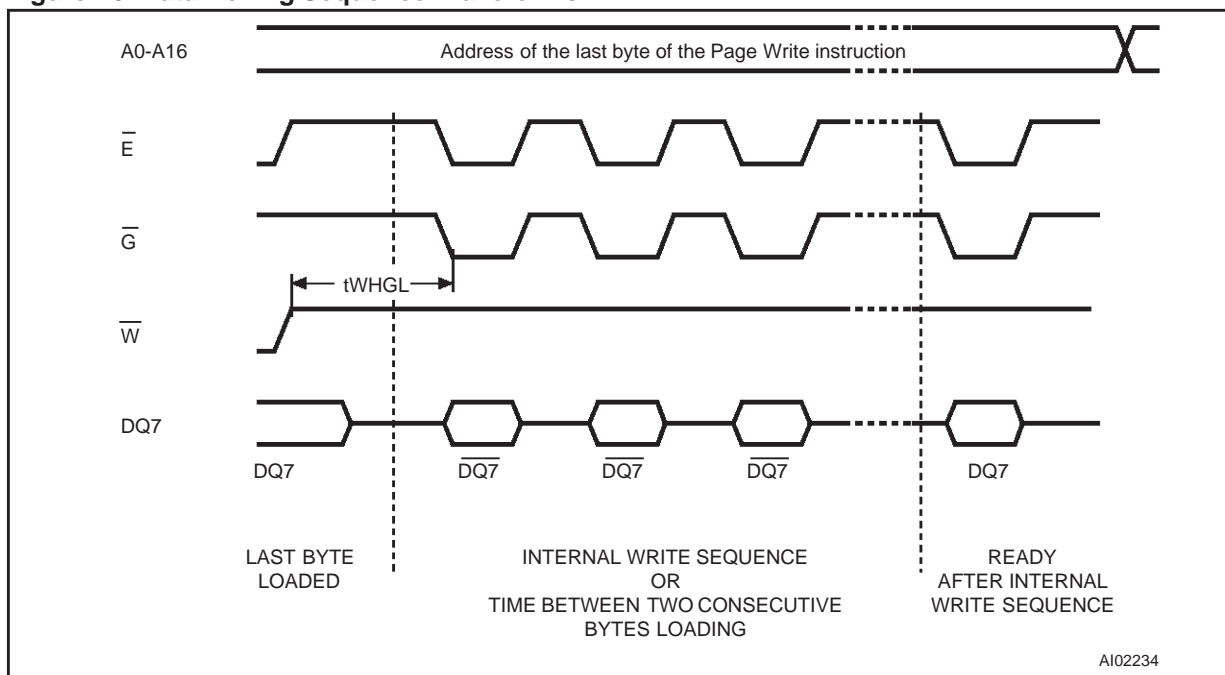 A0-A16
Address of the last byte of the Page Write instruction
E
G
tWHGL
W
DQ7
DQ7 DQ7 DQ7 DQ7 DQ7
LAST BYTE
LOADED
INTERNAL WRITE SEQUENCE
OR
TIME BETWEEN TWO CONSECUTIVE
BYTES LOADING
READY
AFTER INTERNAL
WRITE SEQUENCE
AI02234